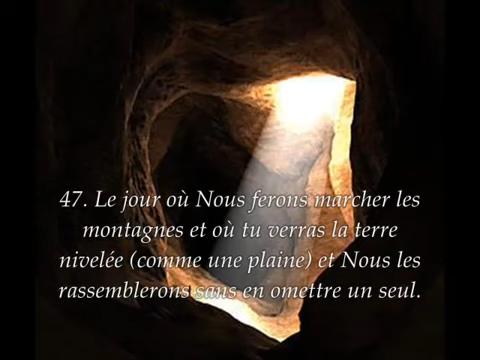 47. Le jour où Nous ferons marcher les
montagnes et où tu verras la terre
nivelée (comme une plaine) et Nous les
rassemblerons sans en omettre un seul.